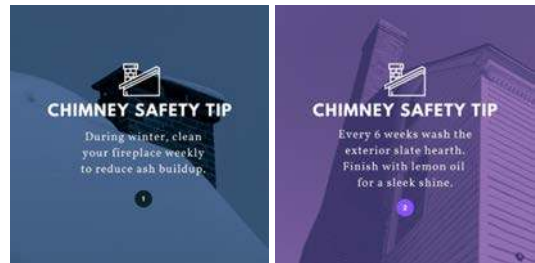 CHIMNEY SAFETY TIP
During winter, clean
your fireplace weekly
to reduce ash buildup.
1
CHIMNEY SAFETY TIP
Every 6 weeks wash the
exterior slate hearth.
Finish with lemon oil
for a sleek shine.
2